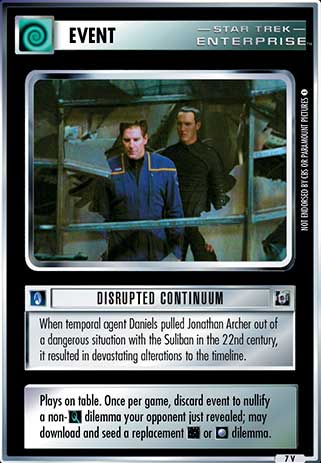 EVENT
STAR TREK
ENTERPRISE™
NOT ENDORSED BY CBS OR PARAMOUNT PICTURES
DISRUPTED CONTINUUM
When temporal agent Daniels pulled Jonathan Archer out of
a dangerous situation with the Suliban in the 22nd century,
it resulted in devastating alterations to the timeline.
Plays on table. Once per game, discard event to nullify
a non- dilemma your opponent just revealed; may
download and seed a replacement or dilemma.
7 V